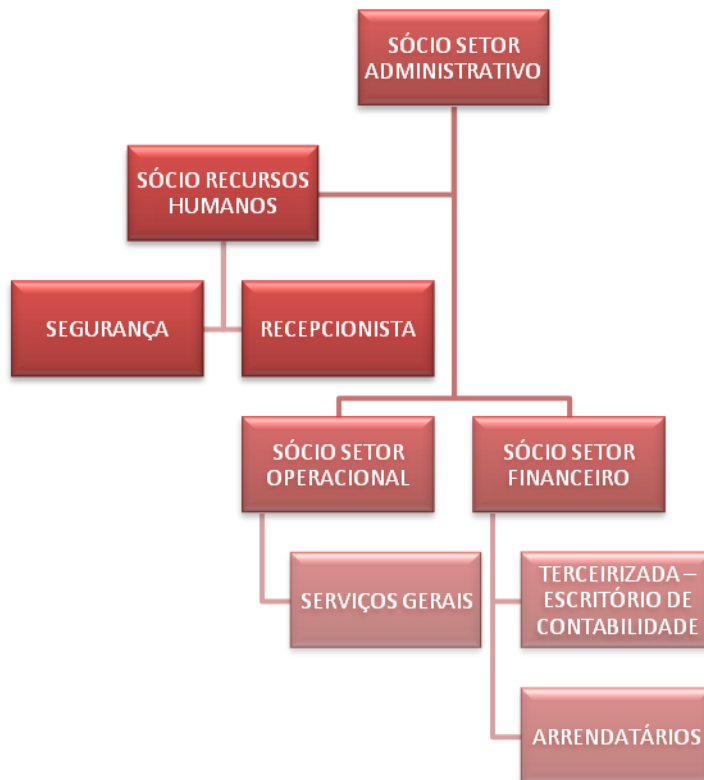 SÓCIO SETOR
ADMINISTRATIVO
SÓCIO RECURSOS
HUMANOS
SEGURANÇA
RECEPCIONISTA
SÓCIO SETOR
OPERACIONAL
SÓCIO SETOR
FINANCEIRO
SERVIÇOS GERAIS
TERCEIRIZADA –
ESCRITÓRIO DE
CONTABILIDADE
ARRENDATÁRIOS